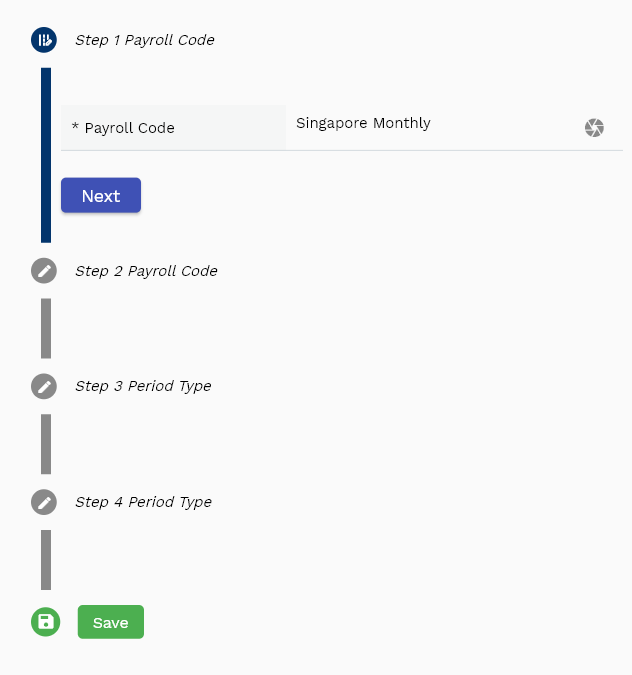 Step 1 Payroll Code
* Payroll Code
Singapore Monthly
Next
Step 2 Payroll Code
Step 3 Period Type
Step 4 Period Type
Save